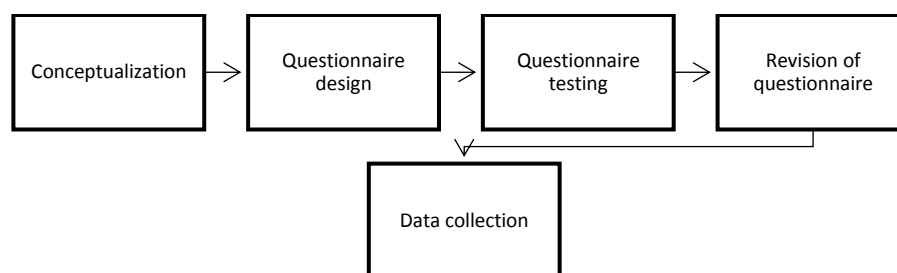 Conceptualization
Questionnaire
design
Questionnaire
testing
Revision of
questionnaire
Data collection